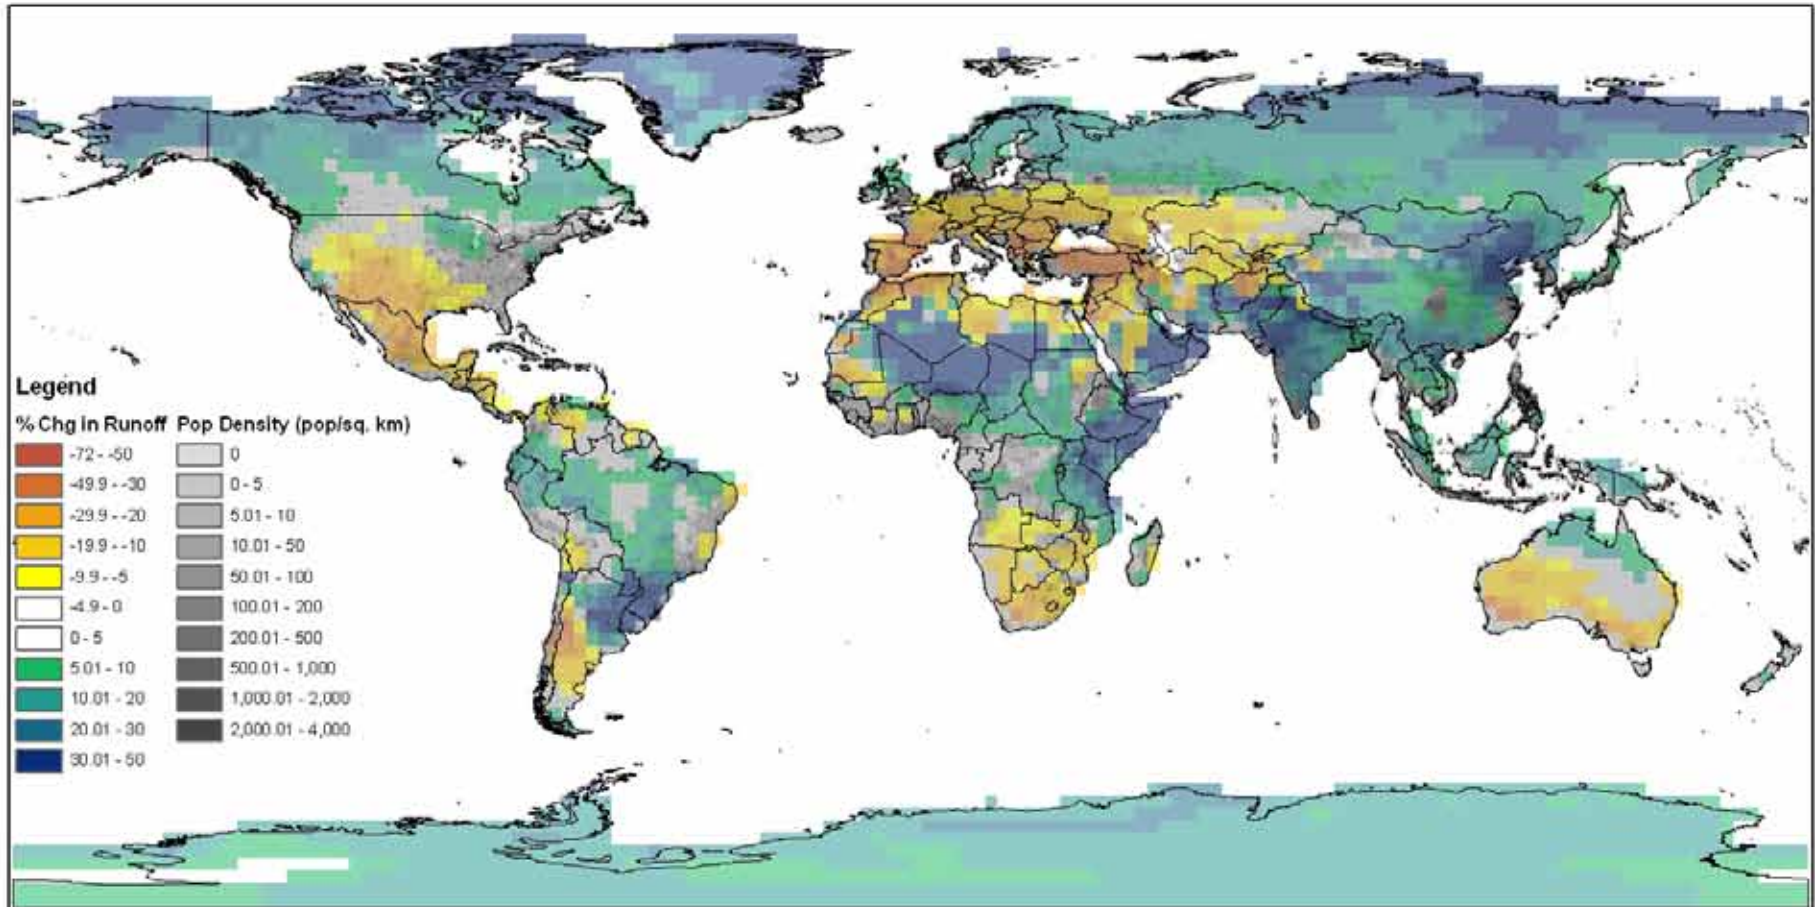 Legend
% Chg in Runoff Pop Density (pop/sq. km)
-72 - -50 0
-49.9 - -30 0 - 5
-29.9 - -20 5.01 - 10
-19.9 - -10 10.01 - 50
-9.9 - -5 50.01 - 100
-4.9 - 0 100.01 - 200
0 - 5 200.01 - 500
5.01 - 10 500.01 - 1,000
10.01 - 20 1,000.01 - 2,000
20.01 - 30 2,000.01 - 4,000
30.01 - 50